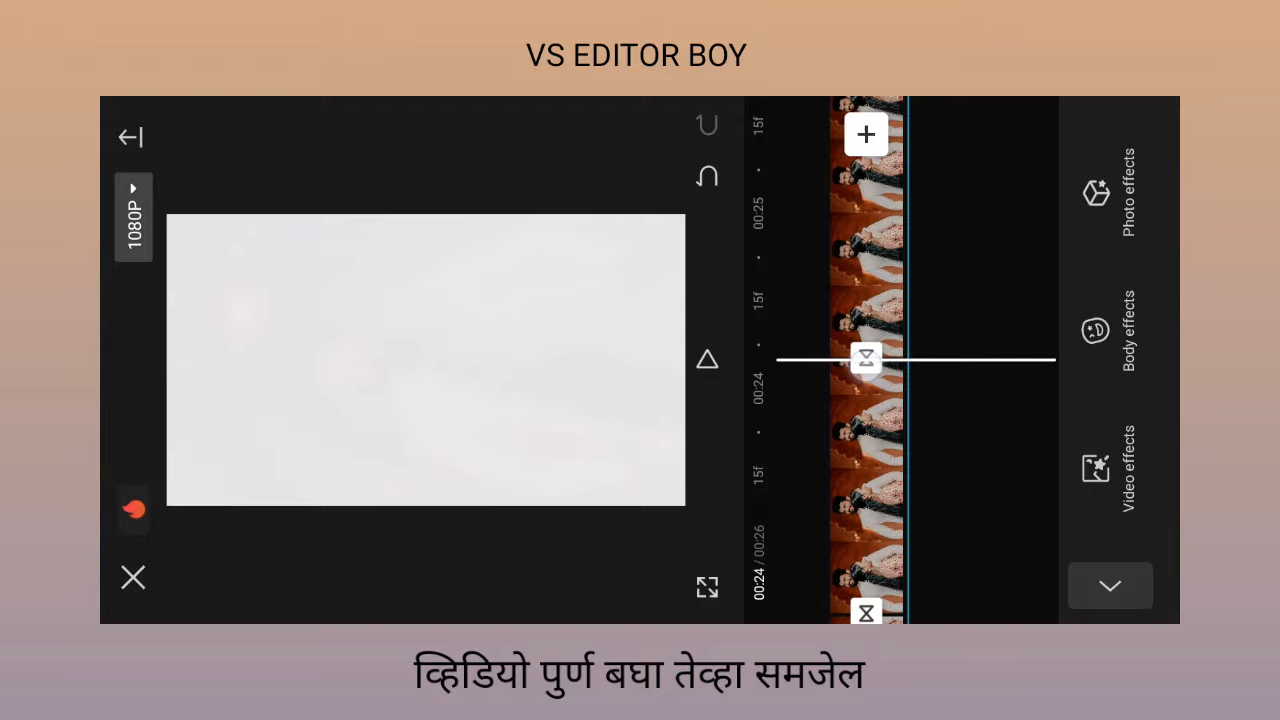 VS EDITOR BOY
1080P
00:24 / 00:26
15f
00:24
15f
00:25
15f
Video effects
Body effects
Photo effects
व्हिडियो पुर्ण बघा तेव्हा समजेल